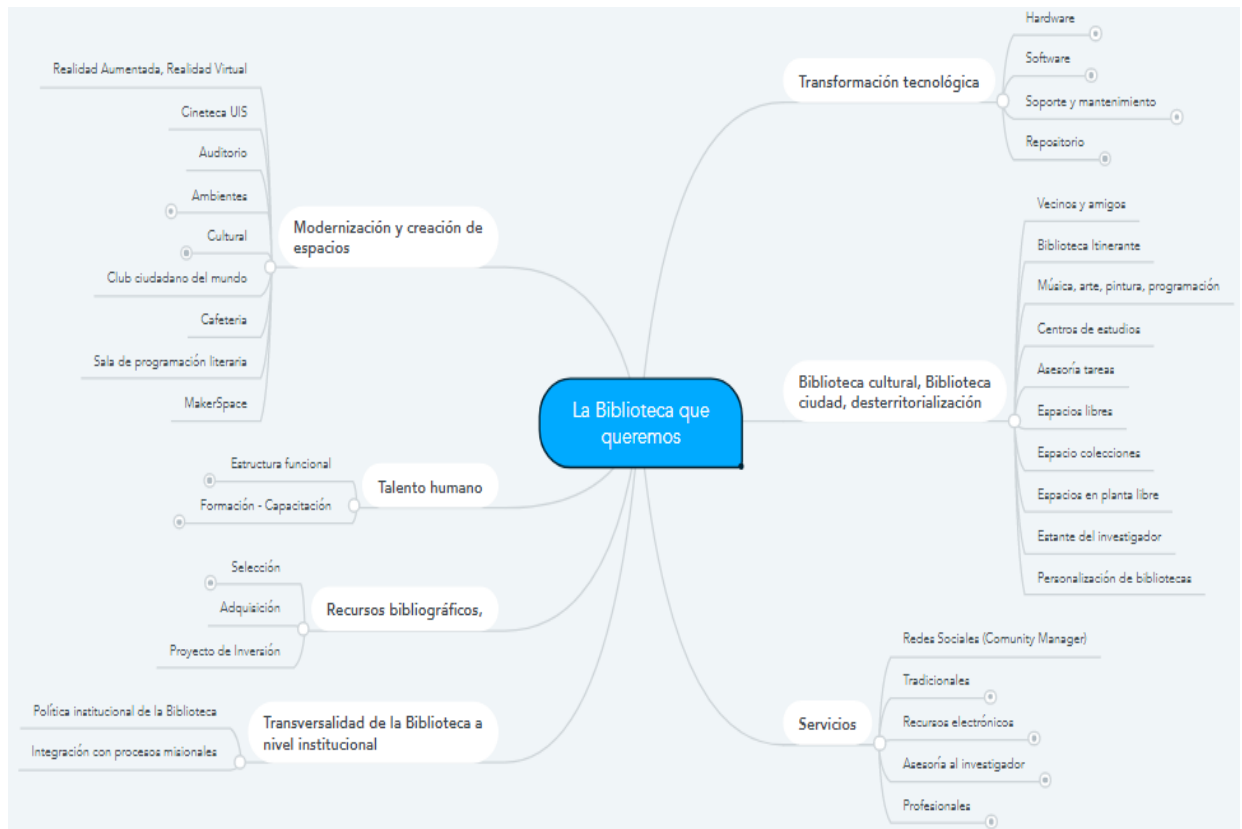 La Biblioteca que
queremos
Transformación tecnológica
Hardware
Software
Soporte y mantenimiento
Repositorio
Biblioteca cultural, Biblioteca
ciudad, desterritorialización
Vecinos y amigos
Biblioteca Itinerante
Música, arte, pintura, programación
Centros de estudios
Asesoría tareas
Espacios libres
Espacio colecciones
Espacios en planta libre
Estante del investigador
Personalización de bibliotecas
Servicios
Redes Sociales (Comunity Manager)
Tradicionales
Recursos electrónicos
Asesoría al investigador
Profesionales
Modernización y creación de
espacios
Realidad Aumentada, Realidad Virtual
Cineteca UIS
Auditorio
Ambientes
Cultural
Club ciudadano del mundo
Cafeteria
Sala de programación literaria
MakerSpace
Talento humano
Estructura funcional
Formación - Capacitación
Recursos bibliográficos,
Selección
Adquisición
Proyecto de Inversión
Transversalidad de la Biblioteca a
nivel institucional
Política institucional de la Biblioteca
Integración con procesos misionales